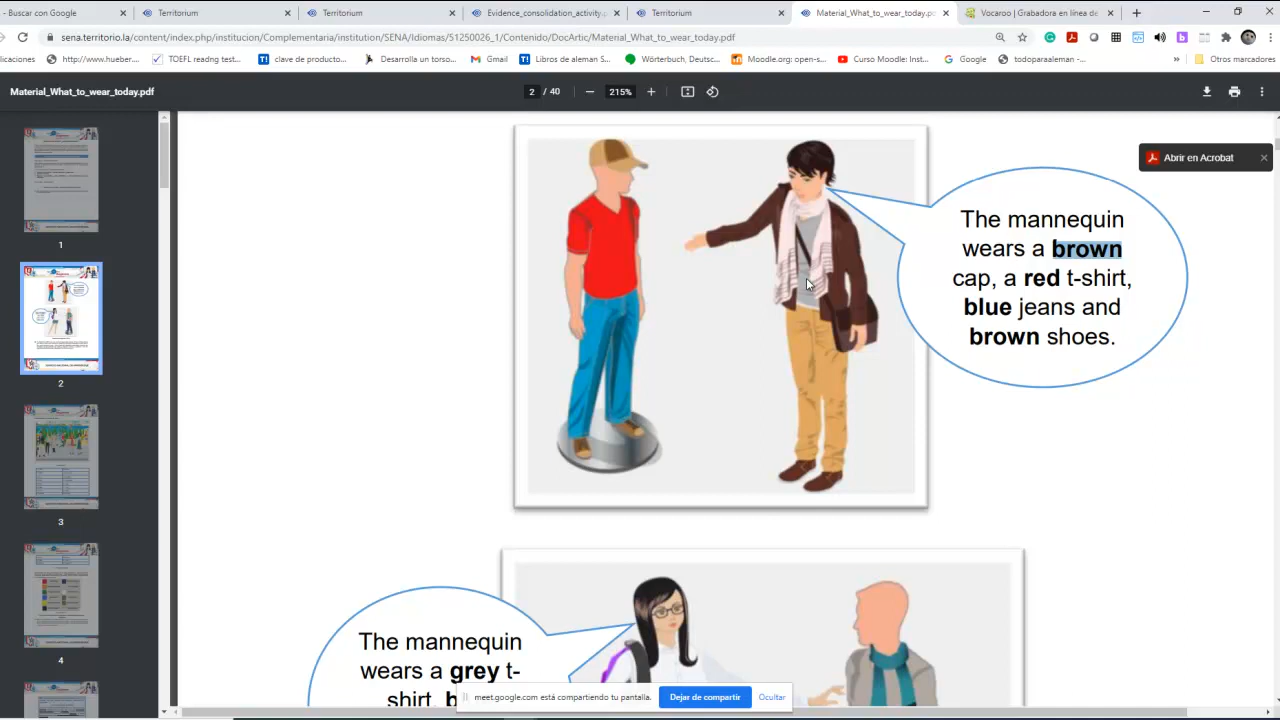 - Buscar con Google
Territorium
Territorium
Evidence_consolidation_activity.p
Territorium
Material_What_to_wear_today.pd
Vocaroo | Grabadora en línea de
sena.territorio.la/content/index.php/institucion/Complementaria/institution/SENA/Idiomas/51250026_1/Contenido/DocArtic/Material_What_to_wear_today.pdf
plicaciones
http://www.hueber...
TOEFL readng test...
clave de producto...
Desarolla un torso...
Gmail
Libros de aleman S...
Wörterbuch, Deutsc...
Moodle.org: open-s...
Curso Moodle: Inst...
Google
todoparaaleman -...
»
Otros marcadores
Material_What_to_wear_today.pdf
2 / 40
215%
Abrir en Acrobat
1
2
3
4
The mannequin
wears a brown
cap, a red t-shirt,
blue jeans and
brown shoes.
The mannequin
wears a grey t-
shirt, b
meet.google.com está compartiendo tu pantalla.
Dejar de compartir
Ocultar